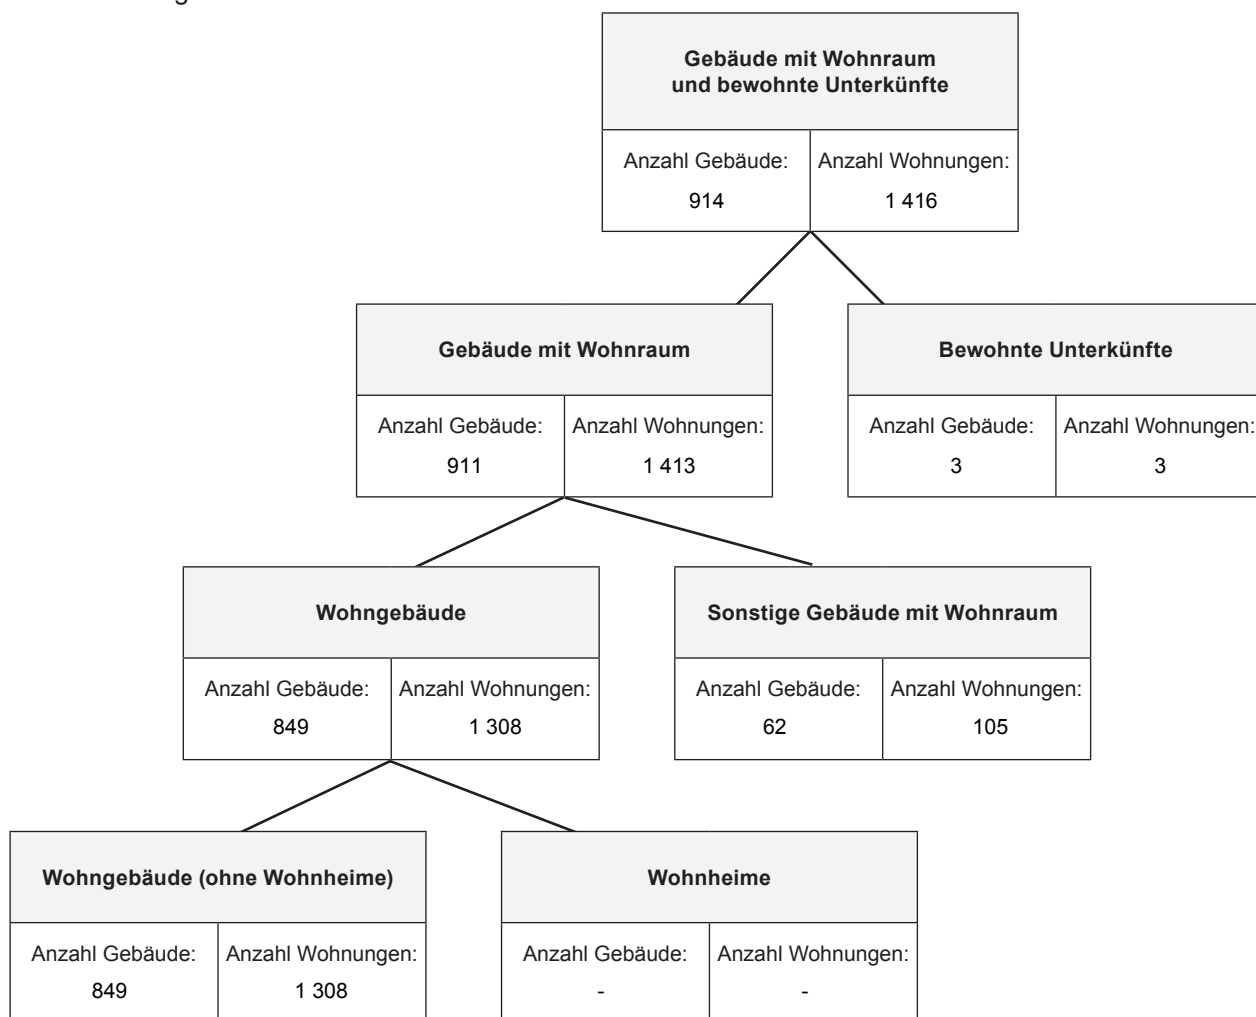 Gebäude mit Wohnraum
und bewohnte Unterkünfte
Anzahl Gebäude: Anzahl Wohnungen:
914 1 416
Gebäude mit Wohnraum
Anzahl Gebäude: Anzahl Wohnungen:
911 1 413
Bewohnte Unterkünfte
Anzahl Gebäude: Anzahl Wohnungen:
3 3
Wohngebäude
Anzahl Gebäude: Anzahl Wohnungen:
849 1 308
Sonstige Gebäude mit Wohnraum
Anzahl Gebäude: Anzahl Wohnungen:
62 105
Wohngebäude (ohne Wohnheime)
Anzahl Gebäude: Anzahl Wohnungen:
849 1 308
Wohnheime
Anzahl Gebäude: Anzahl Wohnungen:
- -